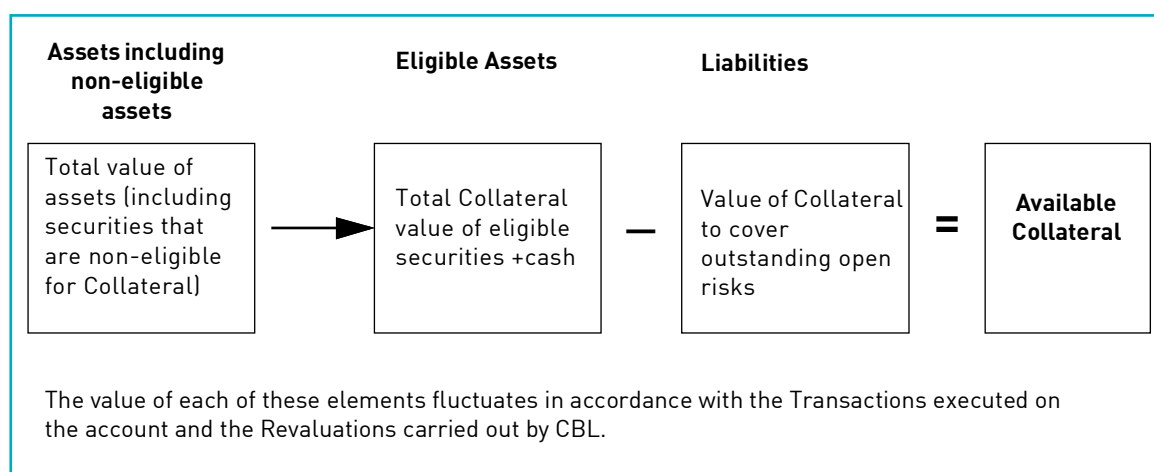 Assets including
non-eligible
assets
Eligible Assets
Liabilities
Total value of
assets (including
securities that
are non-eligible
for Collateral)
Total Collateral
value of eligible
securities +cash
—
Value of Collateral
to cover
outstanding open
risks
=
Available
Collateral
The value of each of these elements fluctuates in accordance with the Transactions executed on
the account and the Revaluations carried out by CBL.